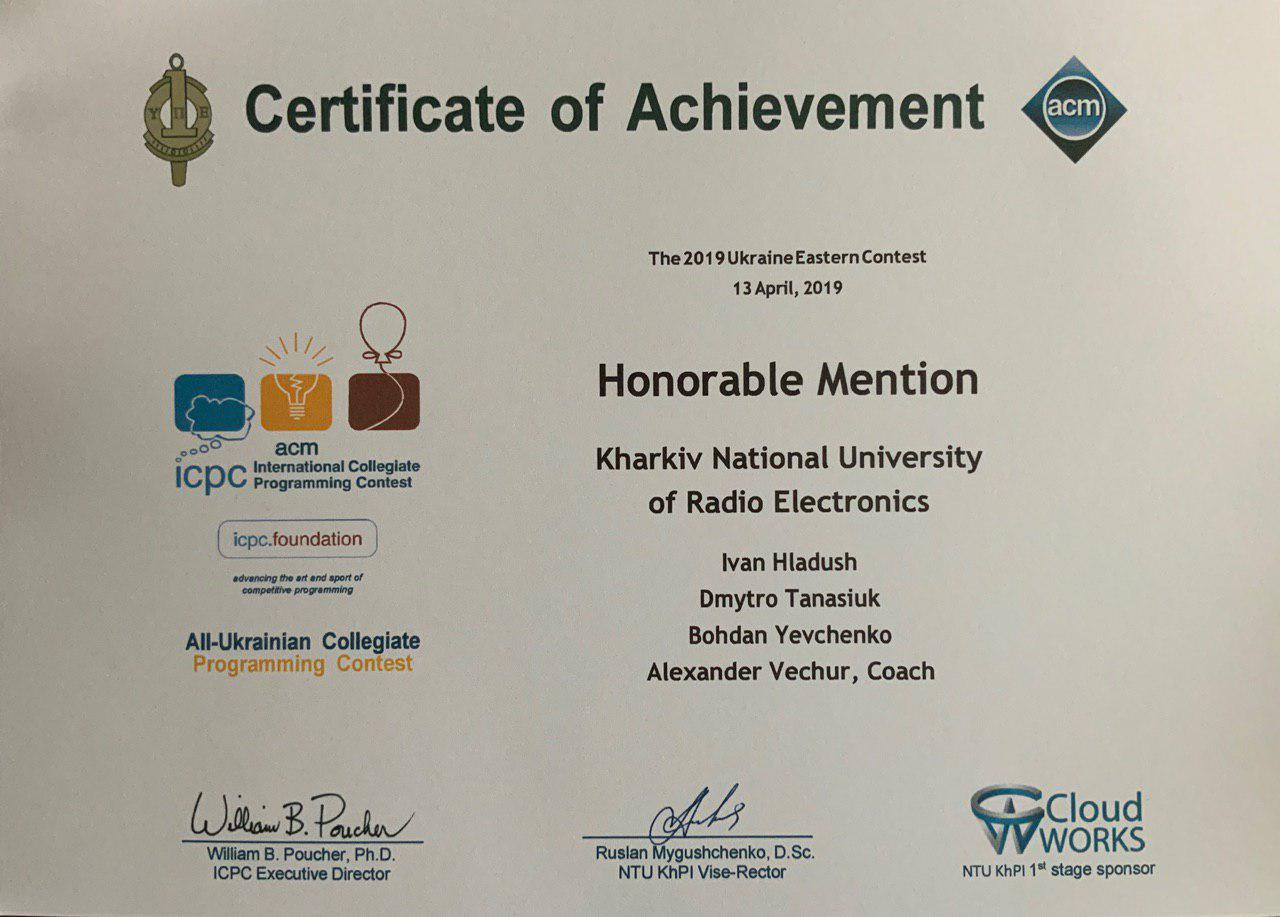 Certificate of Achievement
acm
The 2019 Ukraine Eastern Contest
13 April, 2019
Honorable Mention
Kharkiv National University
of Radio Electronics
Ivan Hladush
Dmytro Tanasiuk
Bohdan Yevchenko
Alexander Vechur, Coach
acm
icpc International Collegiate
Programming Contest
icpc.foundation
advancing the art and sport of
competitive programming
All-Ukrainian Collegiate
Programming Contest
William B. Poucher
William B. Poucher, Ph.D.
ICPC Executive Director
Ruslan Mygushchenko, D.Sc.
NTU KhPI Vise-Rector
Cloud
WORKS
NTU KhPI 1st stage sponsor